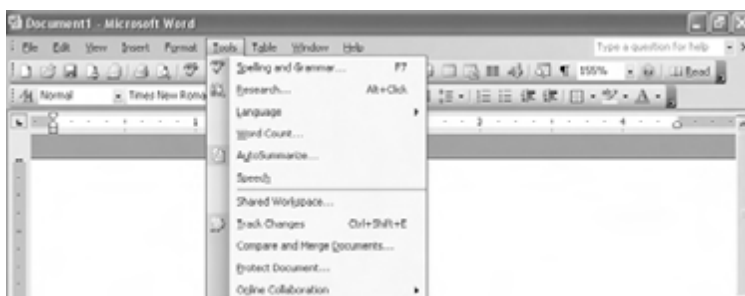 Document1 - Microsoft Word
File Edit View Insert Format Tools Table Window Help Type a question for help
Normal Times New Roma
155% Read
Spelling and Grammar... F7
Research... Alt+Click
Language
Word Count...
AutoSummarize...
Speech
Shared Workspace...
Track Changes Ctrl+Shift+E
Compare and Merge Documents...
Protect Document...
Online Collaboration